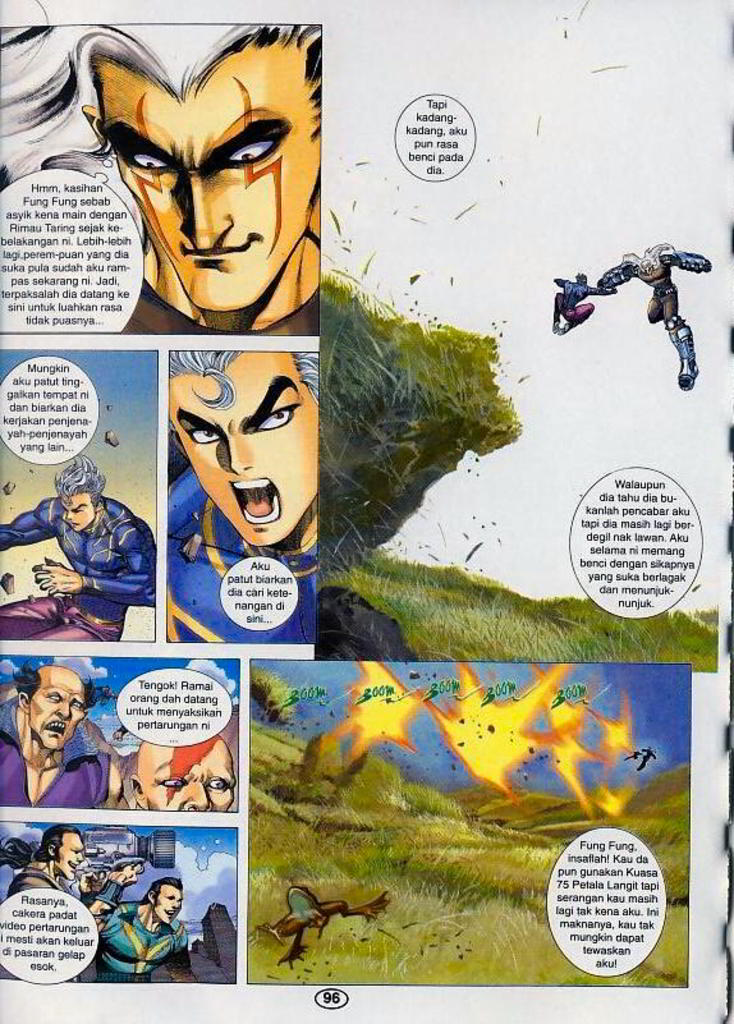 Hmm, kasihan
Fung Fung sebab
asyik kena main dengan
Rimau Taring sejak ke-
belakangan ni. Lebih-lebih
lagi,perem-puan yang dia
suka pula sudah aku ram-
pas sekarang ni. Jadi,
terpaksalah dia datang ke
sini untuk luahkan rasa
tidak puasnya...
Tapi
kadang-
kadang, aku
pun rasa
benci pada
dia.
Mungkin
aku patut ting-
galkan tempat ni
dan biarkan dia
kerjakan penjena-
yah-penjenayah
yang lain...
Aku
patut biarkan
dia cari kete-
nangan di
sini...
Walaupun
dia tahu dia bu-
kanlah pencabar aku
tapi dia masih lagi ber-
degil nak lawan. Aku
selama ni memang
benci dengan sikapnya
yang suka berlagak
dan menunjuk-
nunjuk.
Tengok! Ramai
orang dah datang
untuk menyaksikan
pertarungan ni
BOOM BOOM BOOM BOOM BOOM
Rasanya,
cakera padat
video pertarungan
i mesti akan keluar
di pasaran gelap
esok.
Fung Fung,
insaflah! Kau da
pun gunakan Kuasa
75 Petala Langit tapi
kau masih
lagi tak kena aku. Ini
maknanya, kau tak
mungkin dapat
tewaskan
aku!
96